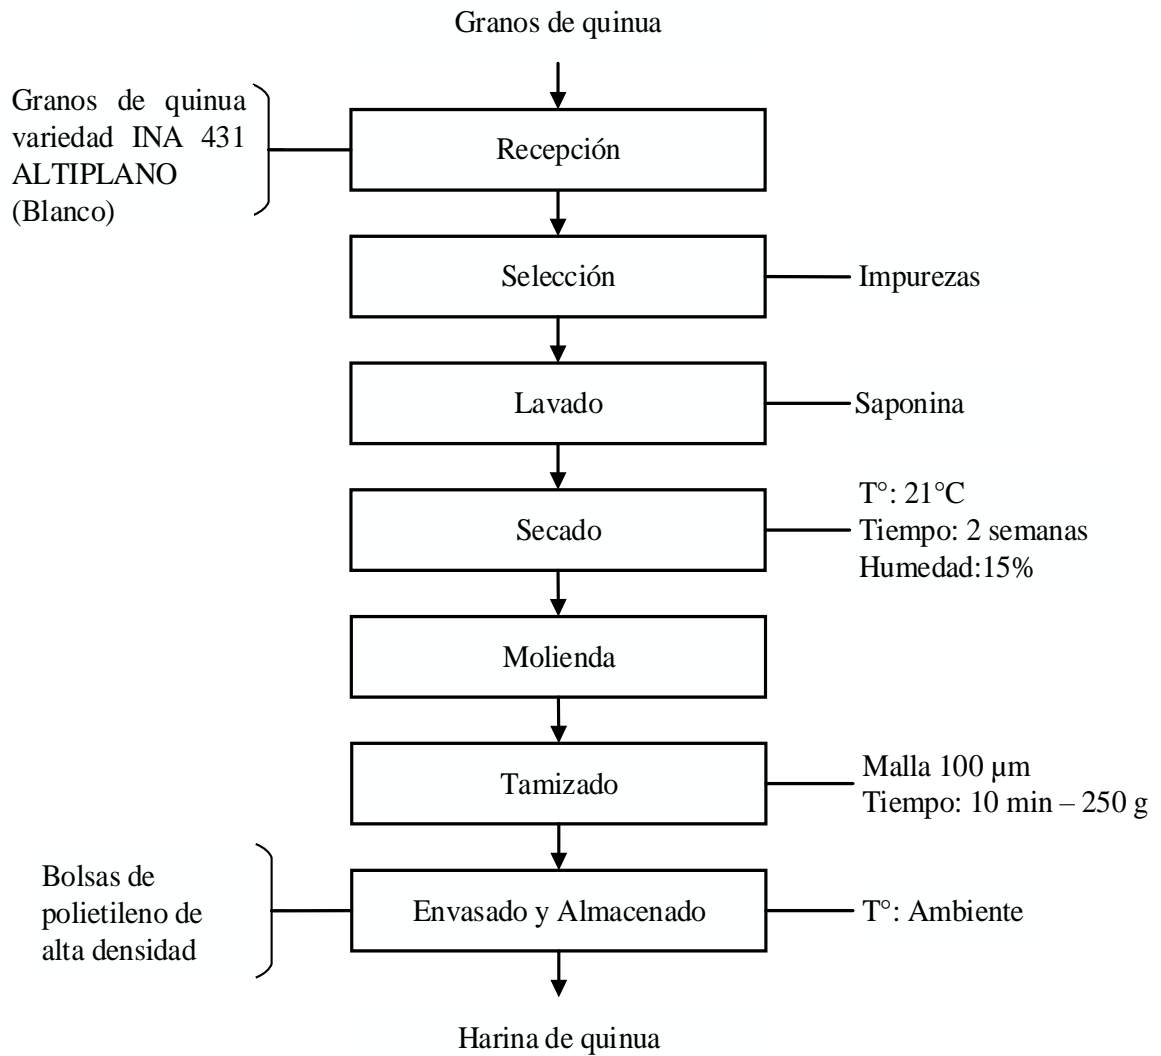 Granos de quinua
Granos de quinua
variedad INA 431
ALTIPLANO
(Blanco)
Recepción
Selección
Impurezas
Lavado
Saponina
Secado
T°: 21°C
Tiempo: 2 semanas
Humedad:15%
Molienda
Tamizado
Malla 100 µm
Tiempo: 10 min – 250 g
Bolsas de
polietileno de
alta densidad
Envasado y Almacenado
T°: Ambiente
Harina de quinua